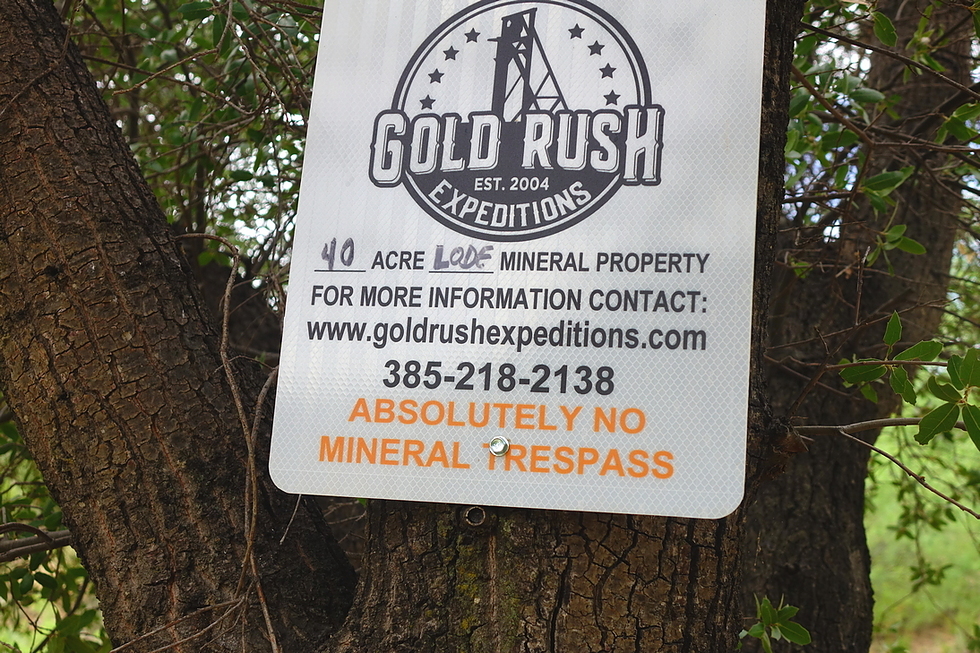 GOLD RUSH
EST. 2004
EXPEDITIONS
40 ACRE LODE MINERAL PROPERTY
FOR MORE INFORMATION CONTACT:
www.goldrushexpeditions.com
385-218-2138
ABSOLUTELY NO
MINERAL TRESPASS